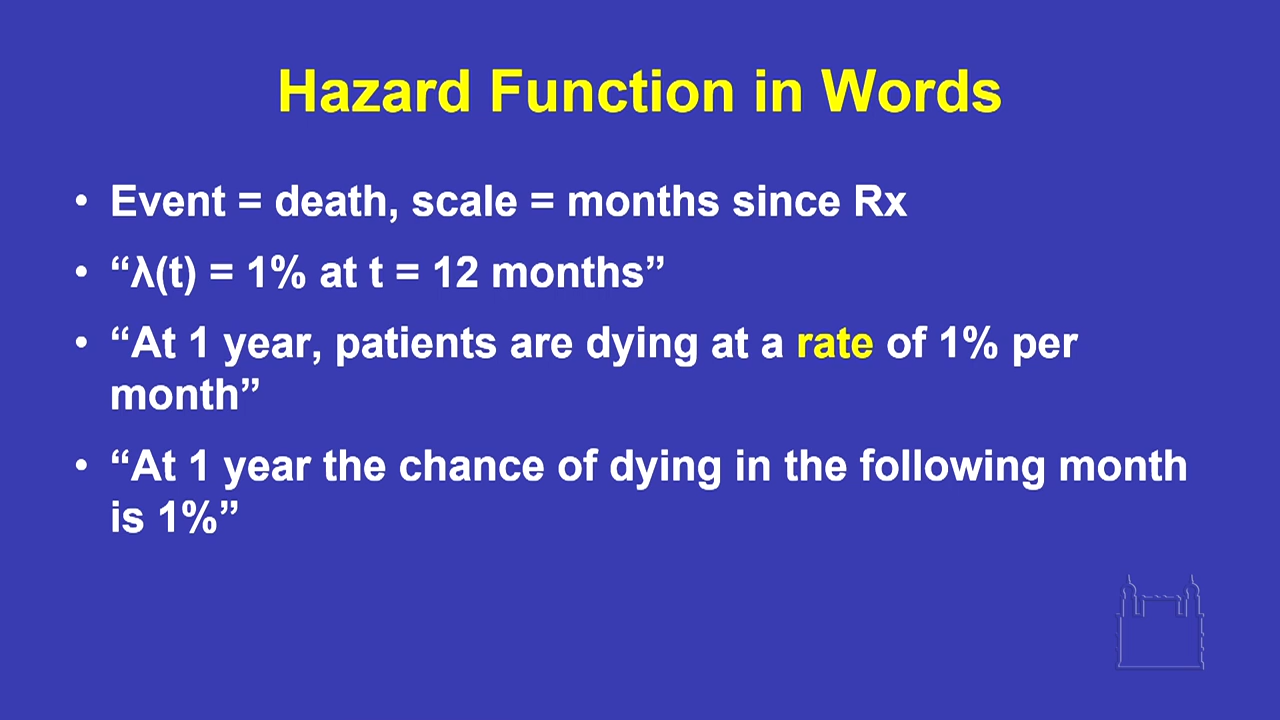 Hazard Function in Words
• Event = death, scale = months since Rx
• “λ(t) = 1% at t = 12 months”
• “At 1 year, patients are dying at a rate of 1% per
month”
• “At 1 year the chance of dying in the following month
is 1%”